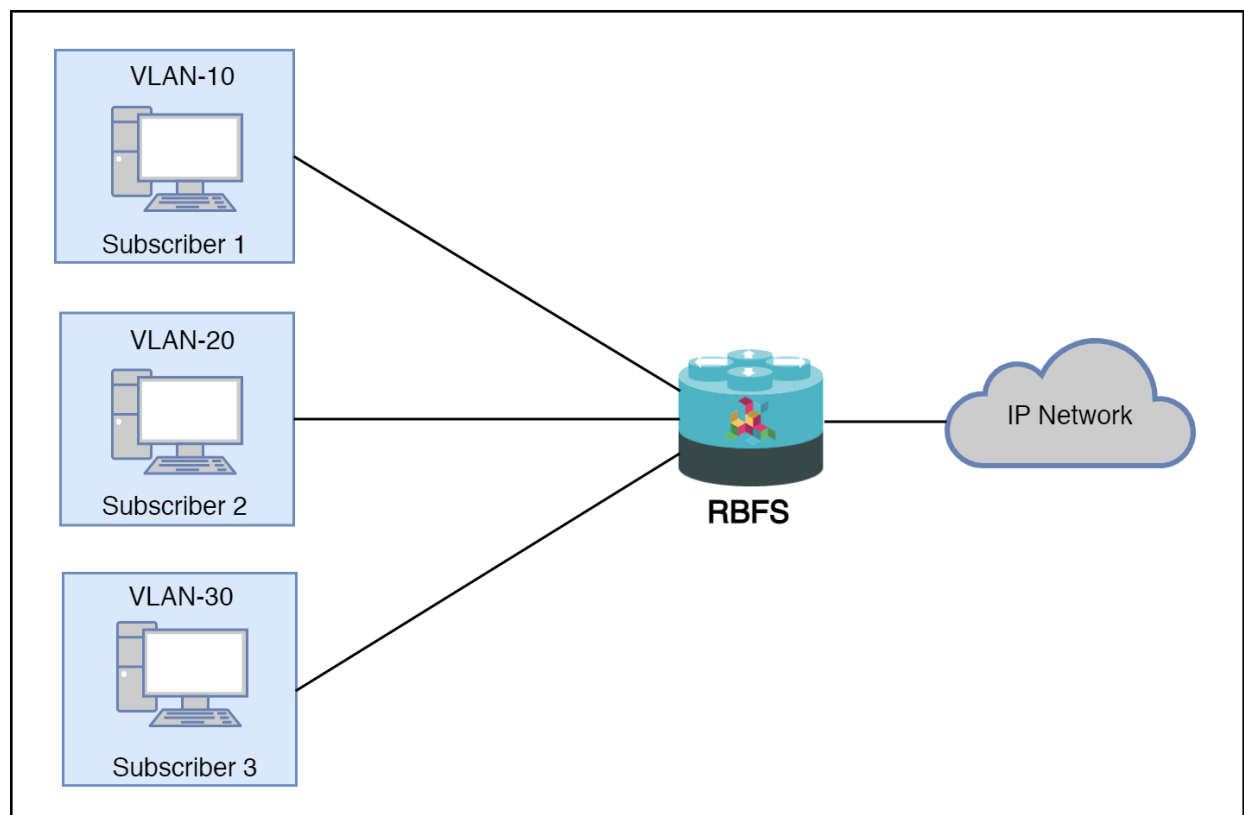 VLAN-10
Subscriber 1
VLAN-20
Subscriber 2
VLAN-30
Subscriber 3
RBFS
IP Network